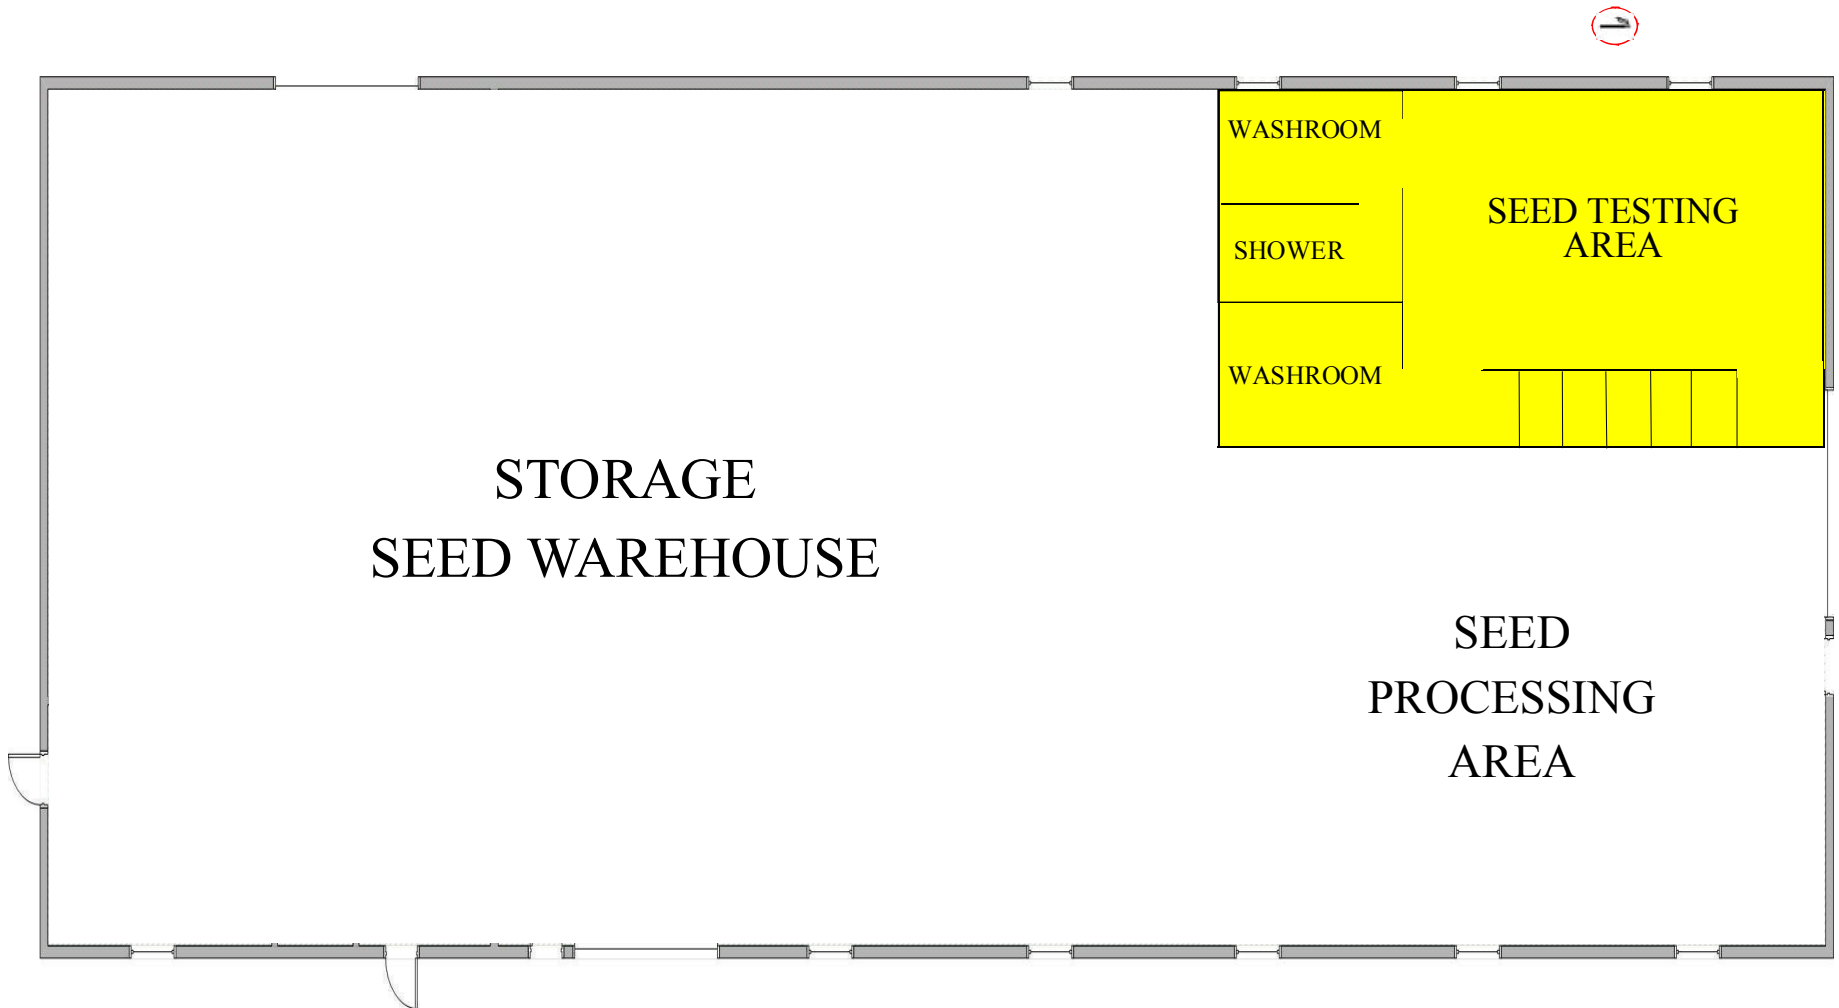 WASHROOM
SEED TESTING
AREA
SHOWER
WASHROOM
STORAGE
SEED WAREHOUSE
SEED
PROCESSING
AREA